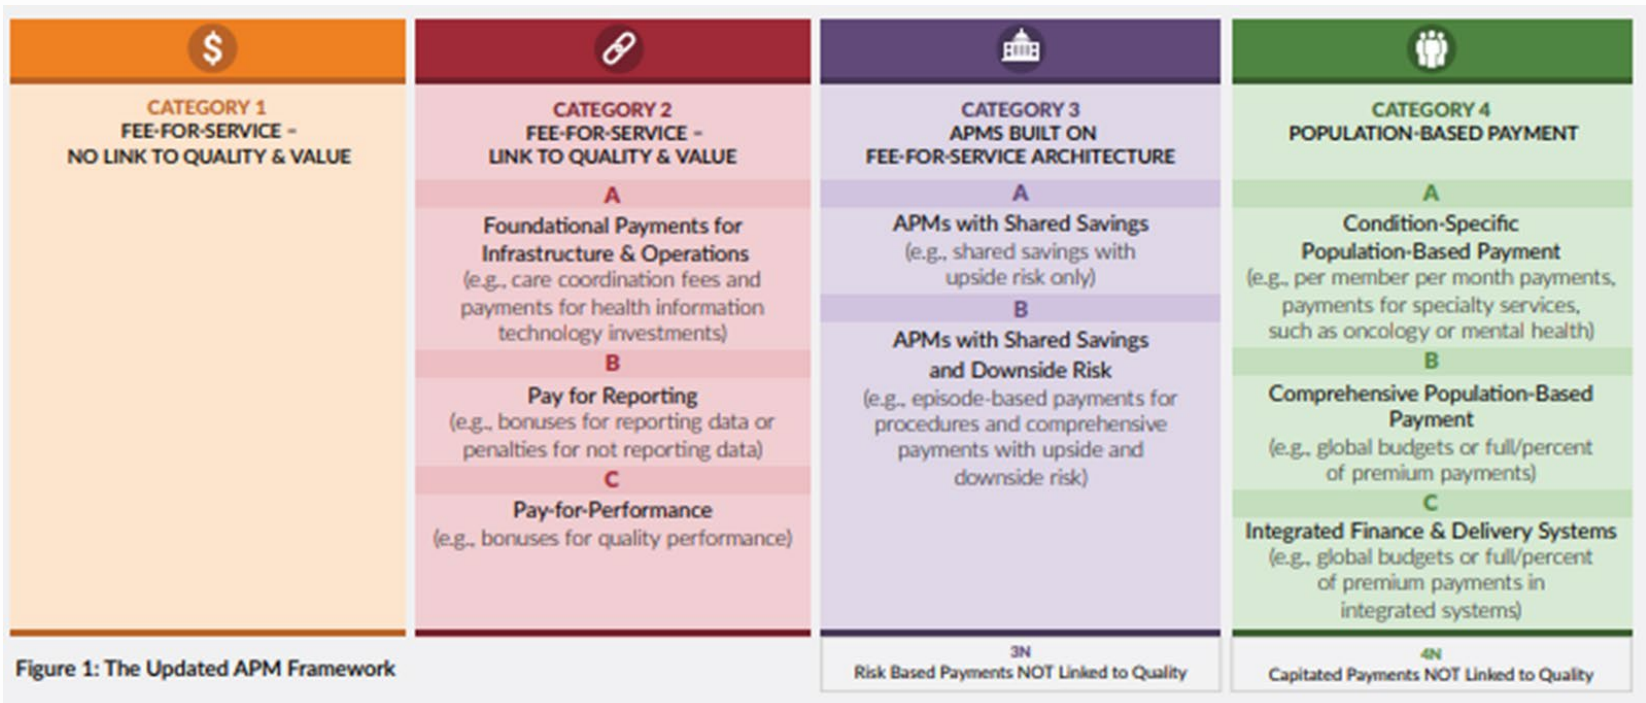 $
CATEGORY 1
FEE-FOR-SERVICE –
NO LINK TO QUALITY & VALUE
CATEGORY 2
FEE-FOR-SERVICE –
LINK TO QUALITY & VALUE
A
Foundational Payments for
Infrastructure & Operations
(e.g., care coordination fees and
payments for health information
technology investments)
B
Pay for Reporting
(e.g., bonuses for reporting data or
penalties for not reporting data)
C
Pay-for-Performance
(e.g., bonuses for quality performance)
CATEGORY 3
APMS BUILT ON
FEE-FOR-SERVICE ARCHITECTURE
A
APMs with Shared Savings
(e.g., shared savings with
upside risk only)
B
APMs with Shared Savings
and Downside Risk
(e.g., episode-based payments for
procedures and comprehensive
payments with upside and
downside risk)
3N
Risk Based Payments NOT Linked to Quality
CATEGORY 4
POPULATION-BASED PAYMENT
A
Condition-Specific
Population-Based Payment
(e.g., per member per month payments,
payments for specialty services,
such as oncology or mental health)
B
Comprehensive Population-Based
Payment
(e.g., global budgets or full/percent
of premium payments)
C
Integrated Finance & Delivery Systems
(e.g., global budgets or full/percent
of premium payments in
integrated systems)
4N
Capitated Payments NOT Linked to Quality
Figure 1: The Updated APM Framework